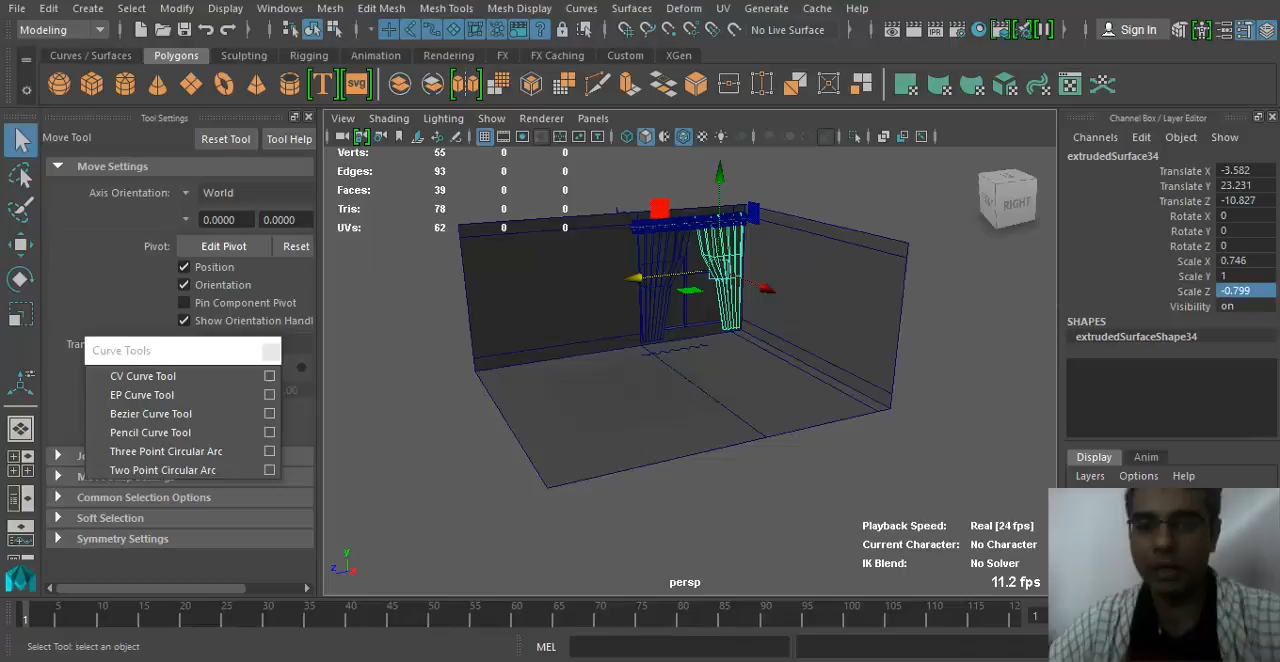 File Edit Create Select Modify Display Windows Mesh Edit Mesh Mesh Tools Mesh Display Curves Surfaces Deform UV Generate Cache Help
Modeling No Live Surface Sign In
Curves / Surfaces Polygons Sculpting Rigging Animation Rendering FX FX Caching Custom XGen
Tool Settings
Move Tool Reset Tool Tool Help
Move Settings
Axis Orientation: World
0.0000 0.0000
Pivot: Edit Pivot Reset
Position
Orientation
Pin Component Pivot
Show Orientation Handl
Curve Tools
CV Curve Tool
EP Curve Tool
Bezier Curve Tool
Pencil Curve Tool
Three Point Circular Arc
Two Point Circular Arc
Common Selection Options
Soft Selection
Symmetry Settings
View Shading Lighting Show Renderer Panels
Verts: 55 0 0
Edges: 93 0 0
Faces: 39 0 0
Tris: 78 0 0
UVs: 62 0 0
RIGHT
Playback Speed: Real [24 fps]
Current Character: No Character
IK Blend: No Solver
11.2 fps
persp
y
z x
Channel Box / Layer Editor
Channels Edit Object Show
extrudedSurface34
Translate X -3.582
Translate Y 23.231
Translate Z -10.827
Rotate X 0
Rotate Y 0
Rotate Z 0
Scale X 0.746
Scale Y 1
Scale Z -0.799
Visibility on
SHAPES
extrudedSurfaceShape34
Display Anim
Layers Options Help
5 10 15 20 25 30 35 40 45 50 55 60 65 70 75 80 85 90 95 100 105 110 115 12
1 1
Select Tool: select an object MEL